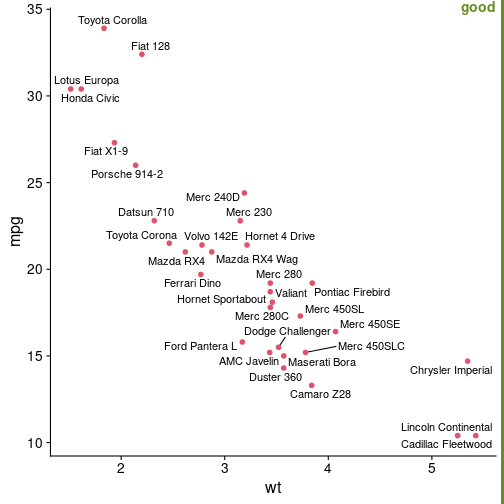 good
35
30
25
20
15
10
mpg
Toyota Corolla
Fiat 128
Lotus Europa
Honda Civic
Fiat X1-9
Porsche 914-2
Merc 240D
Datsun 710
Merc 230
Toyota Corona
Volvo 142E
Hornet 4 Drive
Mazda RX4
Mazda RX4 Wag
Merc 280
Ferrari Dino
Pontiac Firebird
Valiant
Hornet Sportabout
Merc 450SL
Merc 280C
Merc 450SE
Dodge Challenger
Ford Pantera L
Merc 450SLC
AMC Javelin
Maserati Bora
Chrysler Imperial
Duster 360
Camaro Z28
Lincoln Continental
Cadillac Fleetwood
2
3
4
5
wt